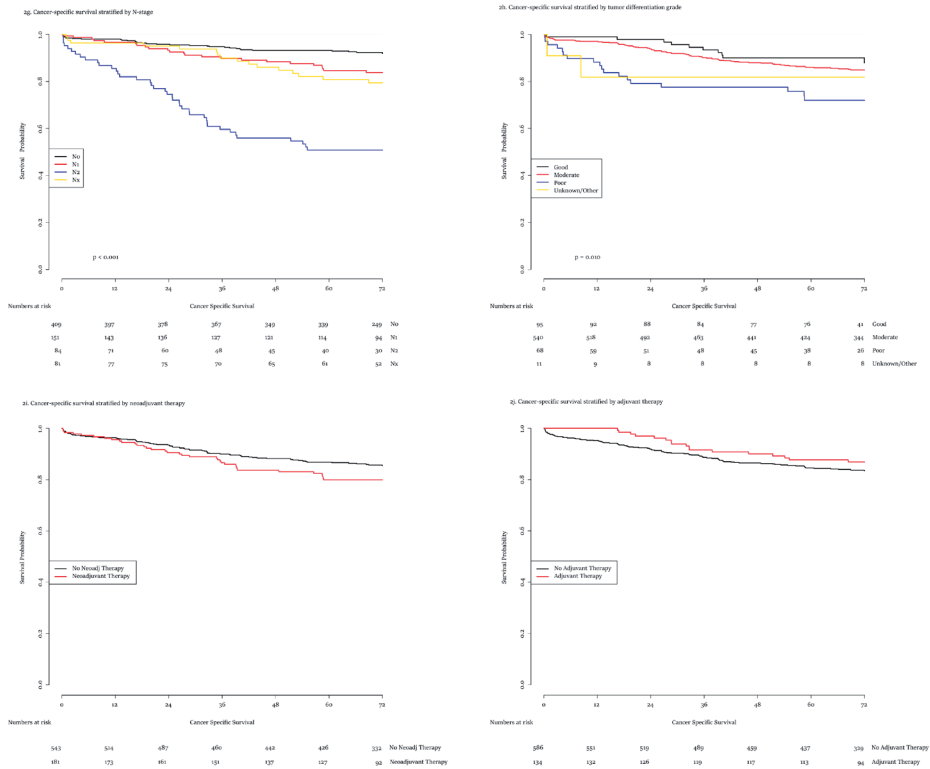 2g. Cancer-specific survival stratified by N-stage
Survival Probability
0.0 0.2 0.4 0.6 0.8 1.0
N0
N1
N2
Nx
p < 0.001
0 12 24 36 48 60 72
Numbers at risk Cancer Specific Survival
409 397 378 367 349 339 249 N0
151 143 136 127 121 114 94 N1
84 71 60 48 45 40 30 N2
81 77 75 70 65 61 52 Nx
2h. Cancer-specific survival stratified by tumor differentiation grade
Survival Probability
0.0 0.2 0.4 0.6 0.8 1.0
Good
Moderate
Poor
Unknown/Other
p = 0.010
0 12 24 36 48 60 72
Numbers at risk Cancer Specific Survival
95 92 88 84 77 76 41 Good
540 518 492 463 441 424 344 Moderate
68 59 51 48 45 38 26 Poor
11 9 8 8 8 8 8 Unknown/Other
2i. Cancer-specific survival stratified by neoadjuvant therapy
Survival Probability
0.0 0.2 0.4 0.6 0.8 1.0
No Neoadj Therapy
Neoadjuvant Therapy
0 12 24 36 48 60 72
Numbers at risk Cancer Specific Survival
543 514 487 460 442 426 332 No Neoadj Therapy
181 173 161 151 137 127 92 Neoadjuvant Therapy
2j. Cancer-specific survival stratified by adjuvant therapy
Survival Probability
0.0 0.2 0.4 0.6 0.8 1.0
No Adjuvant Therapy
Adjuvant Therapy
0 12 24 36 48 60 72
Numbers at risk Cancer Specific Survival
586 551 519 489 459 437 329 No Adjuvant Therapy
134 132 126 119 117 113 94 Adjuvant Therapy